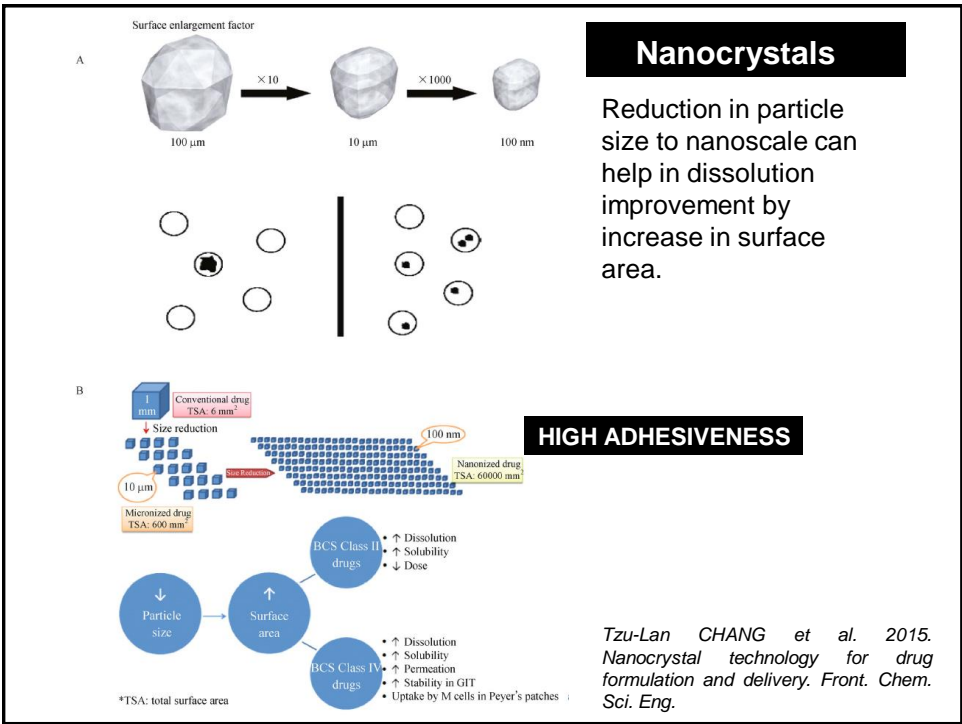 Surface enlargement factor
A
×10
×1000
100 μm
10 μm
100 nm
Nanocrystals
Reduction in particle
size to nanoscale can
help in dissolution
improvement by
increase in surface
area.
B
1
mm
Conventional drug
TSA: 6 mm²
Size reduction
10 μm
Micronized drug
TSA: 600 mm²
Size Reduction
100 nm
Nanonized drug
TSA: 60000 mm²
HIGH ADHESIVENESS
↓
Particle
size
↑
Surface
area
BCS Class II
drugs
• ↑ Dissolution
• ↑ Solubility
• ↓ Dose
BCS Class IV
drugs
• ↑ Dissolution
• ↑ Solubility
• ↑ Permeation
• ↑ Stability in GIT
• Uptake by M cells in Peyer's patches
*TSA: total surface area
Tzu-Lan CHANG et al. 2015.
Nanocrystal technology for drug
formulation and delivery. Front. Chem.
Sci. Eng.